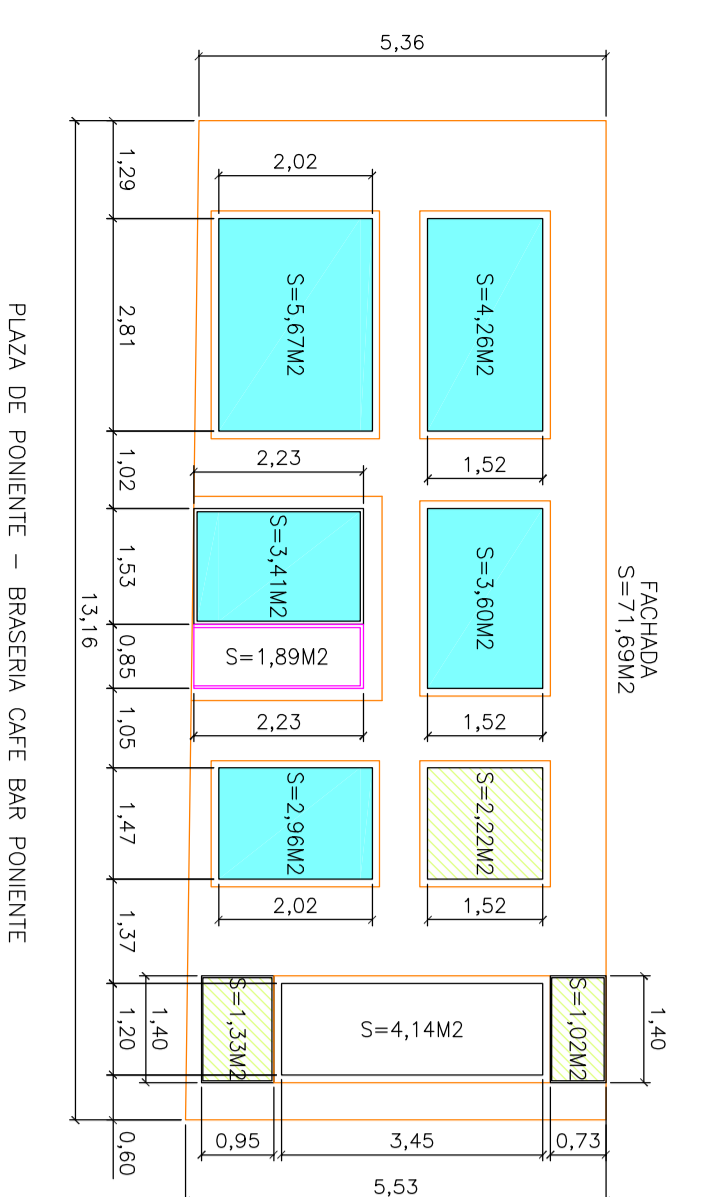 5,36
FACHADA
S=71,69M2
1,29
2,02
2,81
S=5,67M2
S=4,26M2
1,02
2,23
1,52
1,53
S=3,41M2
S=3,60M2
13,16
0,85
S=1,89M2
1,05
2,23
1,52
1,47
S=2,96M2
S=2,22M2
1,37
2,02
1,52
1,20
1,40
S=1,33M2
S=4,14M2
S=1,02M2
1,40
0,60
0,95
3,45
0,73
5,53
PLAZA DE PONIENTE - BRASERIA CAFE BAR PONIENTE